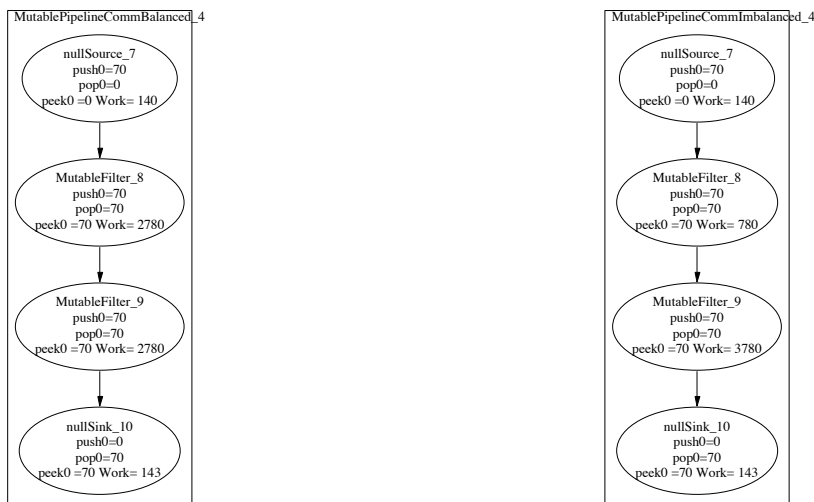 MutablePipelineCommBalanced_4
nullSource_7
push0=70
pop0=0
peek0 =0 Work= 140
MutableFilter_8
push0=70
pop0=70
peek0 =70 Work= 2780
MutableFilter_9
push0=70
pop0=70
peek0 =70 Work= 2780
nullSink_10
push0=0
pop0=70
peek0 =70 Work= 143
MutablePipelineCommImbalanced_4
nullSource_7
push0=70
pop0=0
peek0 =0 Work= 140
MutableFilter_8
push0=70
pop0=70
peek0 =70 Work= 780
MutableFilter_9
push0=70
pop0=70
peek0 =70 Work= 3780
nullSink_10
push0=0
pop0=70
peek0 =70 Work= 143